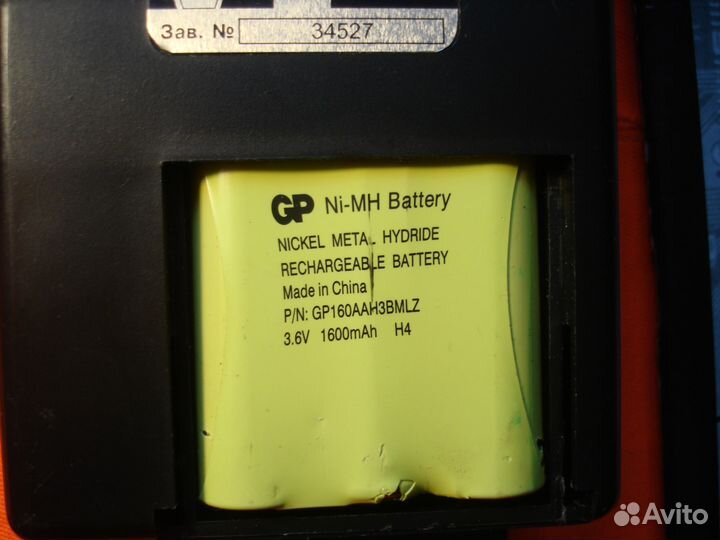 Зав. № 34527
GP Ni-MH Battery
NICKEL METAL HYDRIDE
RECHARGEABLE BATTERY
Made in China
P/N: GP160AAH3BMLZ
3.6V 1600mAh H4
Avito